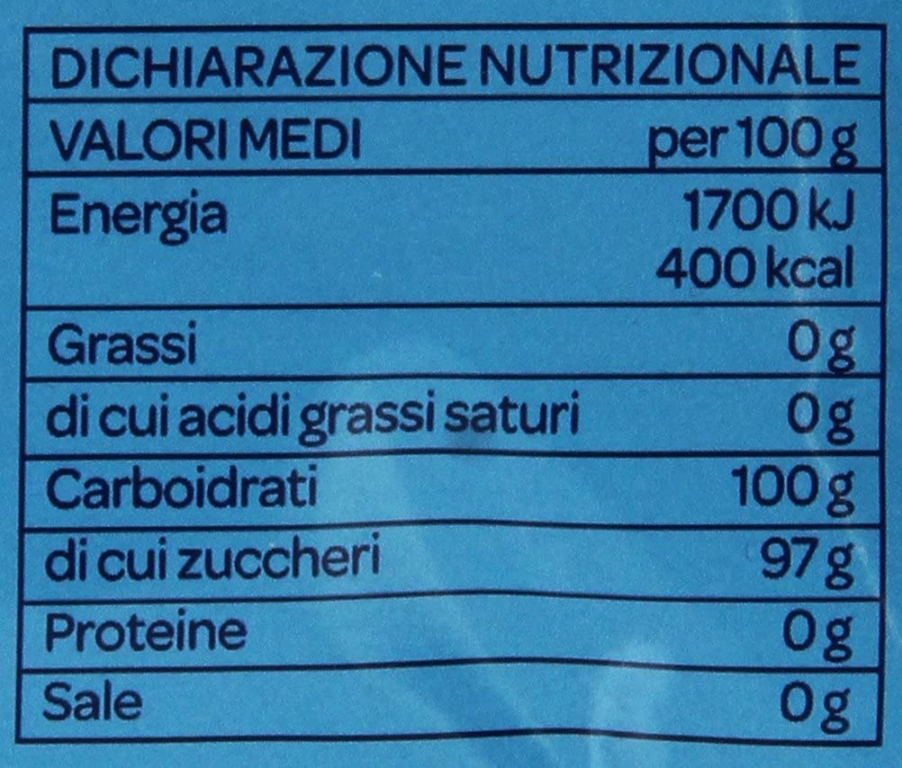 DICHIARAZIONE NUTRIZIONALE
VALORI MEDI per 100 g
Energia 1700 kJ
400 kcal
Grassi 0 g
di cui acidi grassi saturi 0 g
Carboidrati 100 g
di cui zuccheri 97 g
Proteine 0 g
Sale 0 g